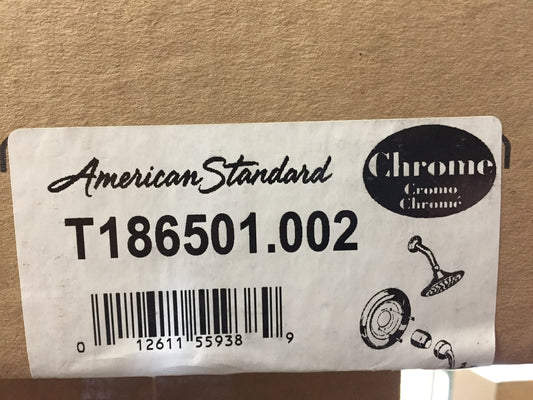 American Standard
Chrome
Cromo
Chromé
T186501.002
0 12611 55938 9